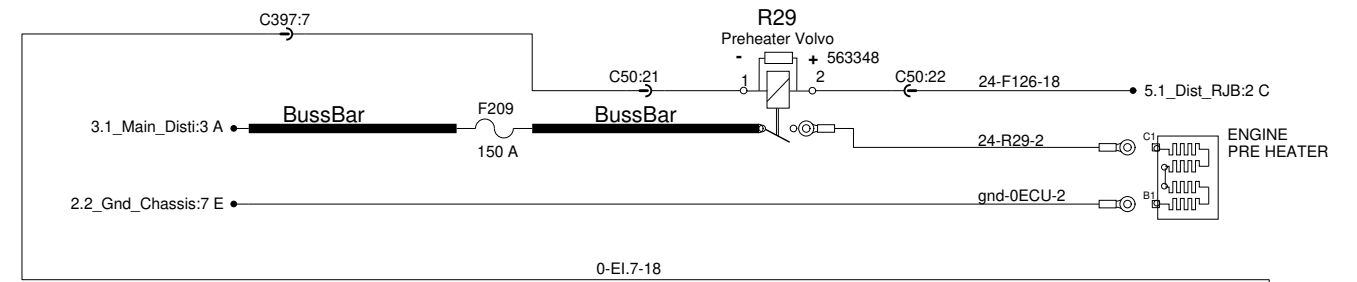 C397:7
R29
Preheater Volvo
- + 563348
C50:21 1 2 C50:22 24-F126-18 5.1_Dist_RJB:2 C
3.1_Main_Disti:3 A BussBar F209 BussBar
150 A
24-R29-2 C1 ENGINE
PRE HEATER
2.2_Gnd_Chassis:7 E gnd-0ECU-2 B1
0-EI.7-18